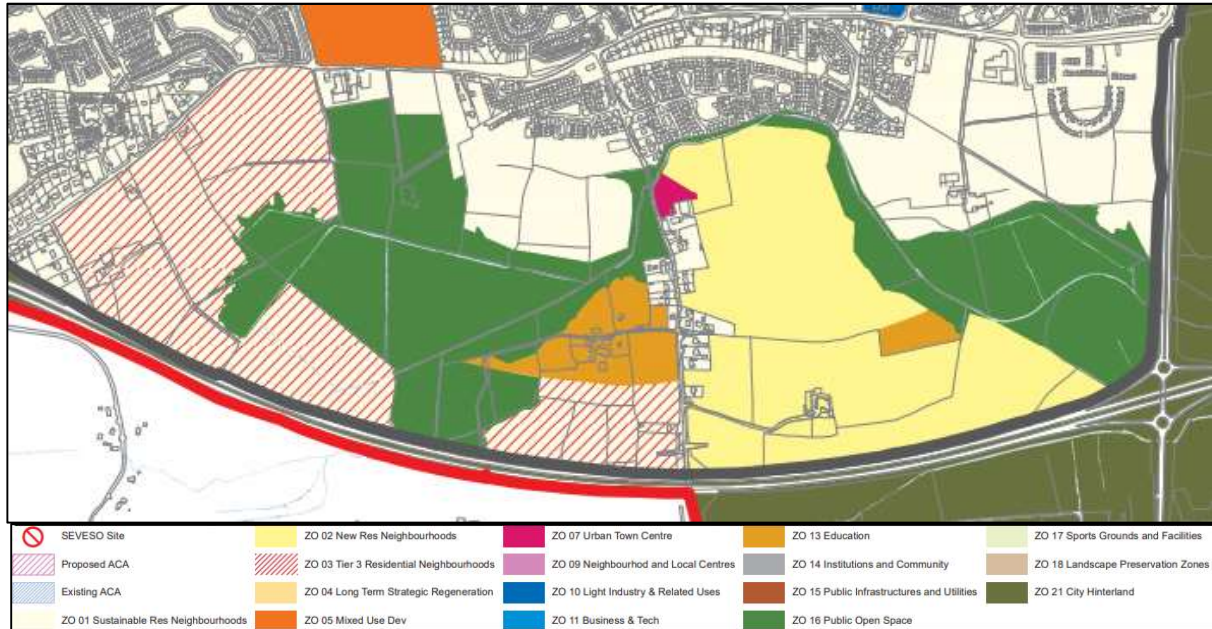 SEVESO Site
Proposed ACA
Existing ACA
ZO 01 Sustainable Res Neighbourhoods
ZO 02 New Res Neighbourhoods
ZO 03 Tier 3 Residential Neighbourhoods
ZO 04 Long Term Strategic Regeneration
ZO 05 Mixed Use Dev
ZO 07 Urban Town Centre
ZO 09 Neighbourhod and Local Centres
ZO 10 Light Industry & Related Uses
ZO 11 Business & Tech
ZO 13 Education
ZO 14 Institutions and Community
ZO 15 Public Infrastructures and Utilities
ZO 16 Public Open Space
ZO 17 Sports Grounds and Facilities
ZO 18 Landscape Preservation Zones
ZO 21 City Hinterland